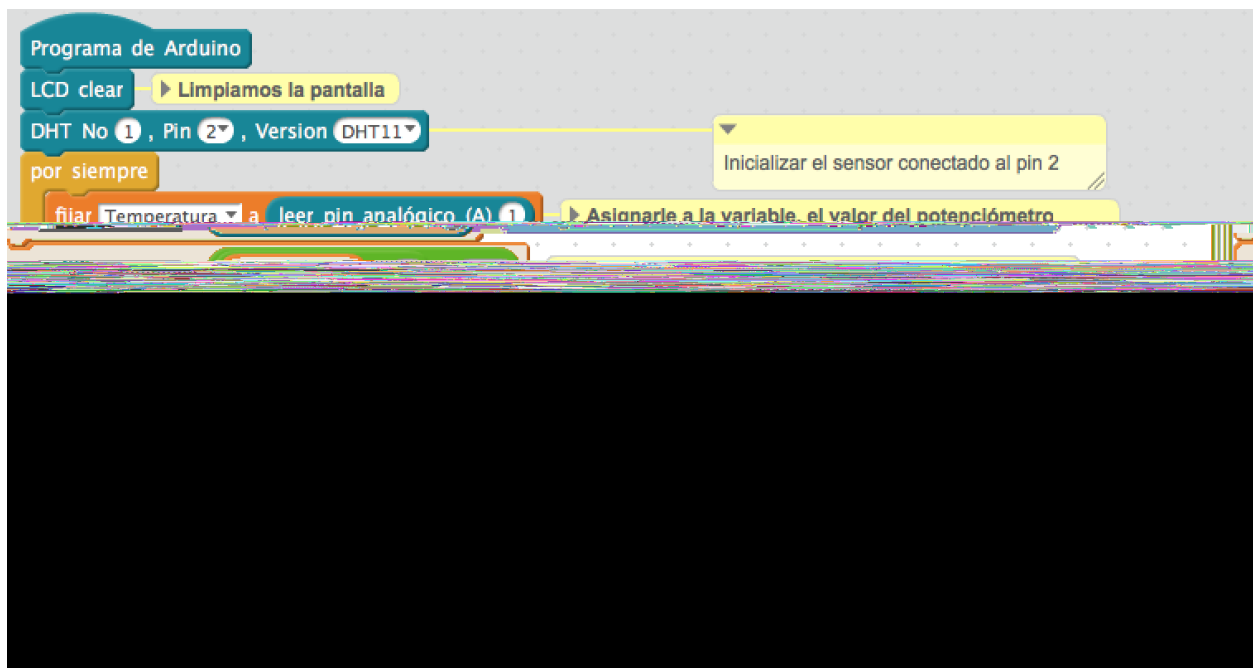 Programa de Arduino
LCD clear Limpiamos la pantalla
DHT No 1 , Pin 2 , Version DHT11
Inicializar el sensor conectado al pin 2
por siempre
fijar Temperatura a leer pin analógico (A) 1 Asignarle a la variable, el valor del potenciómetro